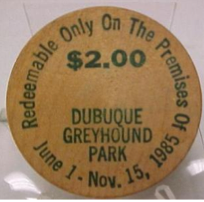 Redeemable Only On The Premises Of
$2.00
DUBUQUE
GREYHOUND
PARK
June 1 - Nov. 15, 1985